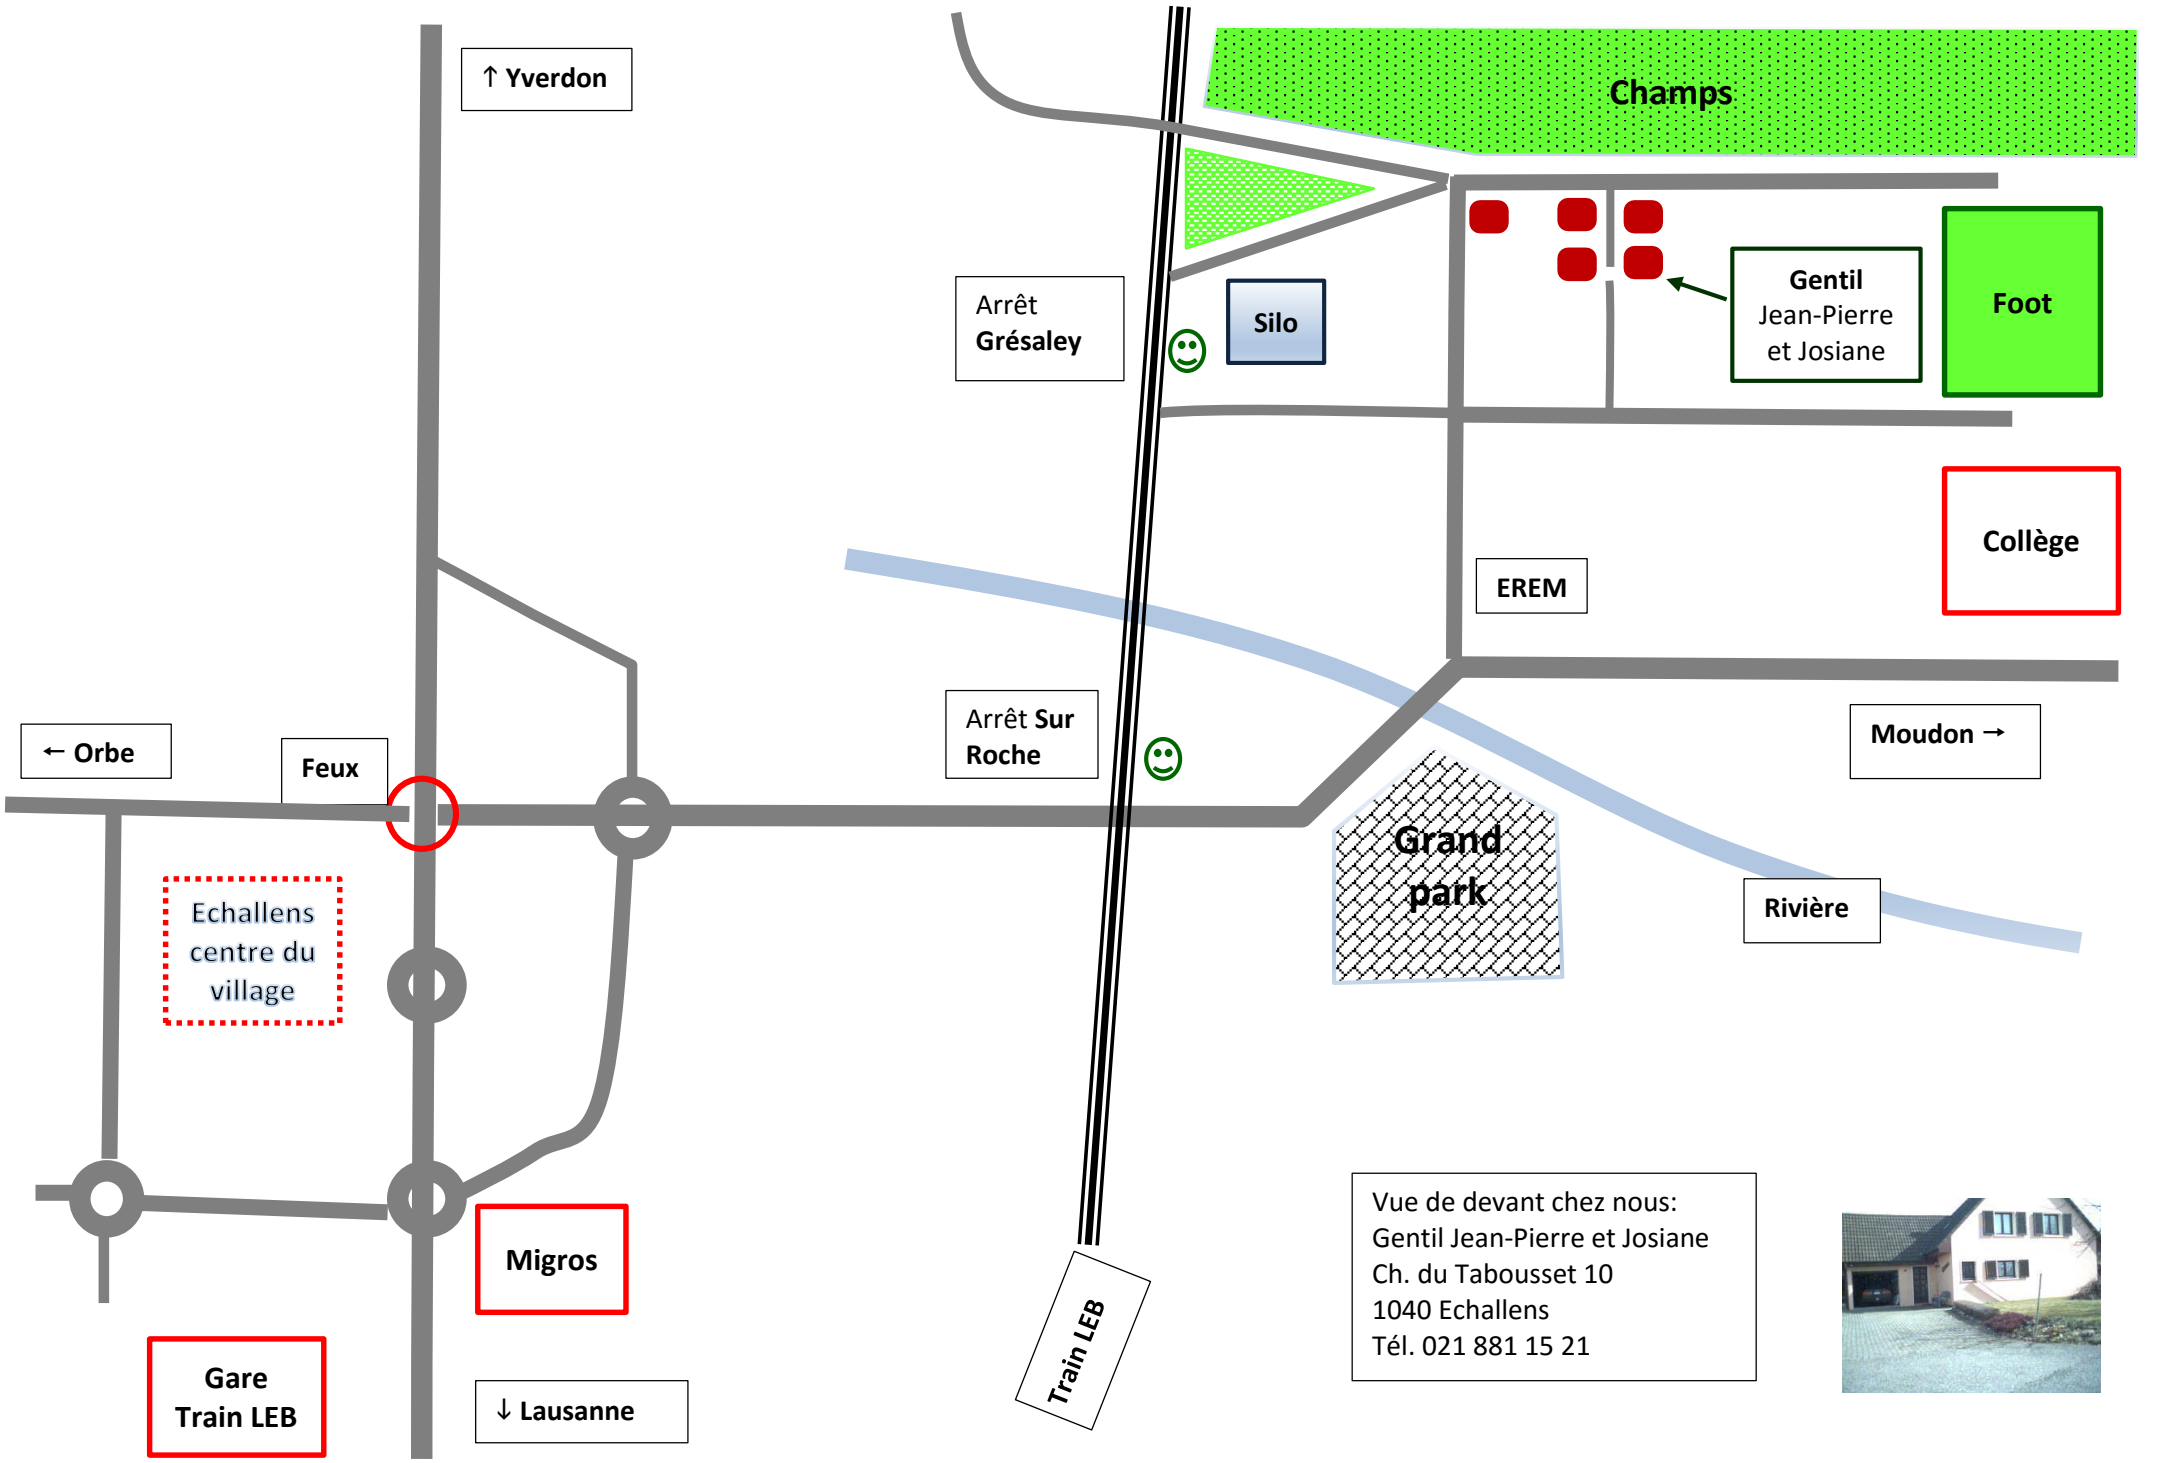 ↑ Yverdon
Champs
Arrêt
Grésaley
Silo
Gentil
Jean-Pierre
et Josiane
Foot
Collège
EREM
Arrêt Sur
Roche
← Orbe
Feux
Moudon →
Grand
park
Echallens
centre du
village
Rivière
Migros
Train LEB
Vue de devant chez nous:
Gentil Jean-Pierre et Josiane
Ch. du Tabousset 10
1040 Echallens
Tél. 021 881 15 21
Gare
Train LEB
↓ Lausanne